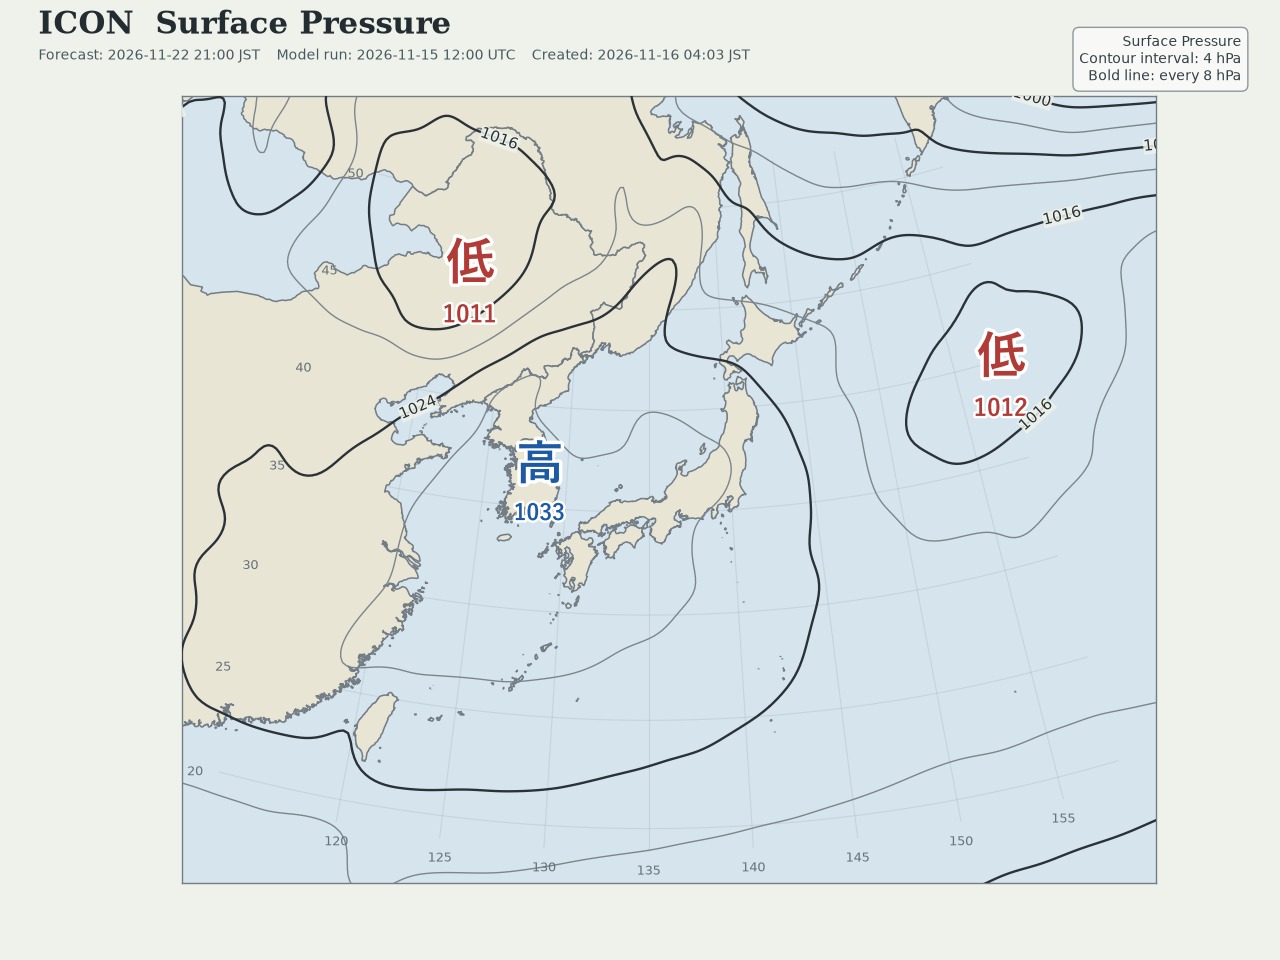 ICON  Surface Pressure
Forecast: 2026-11-22 21:00 JST    Model run: 2026-11-15 12:00 UTC    Created: 2026-11-16 04:03 JST
Surface Pressure
Contour interval: 4 hPa
Bold line: every 8 hPa
1016
50
1016
低
1011
45
低
1012
1016
40
1024
35
高
1033
30
25
20
120
125
130
135
140
145
150
155